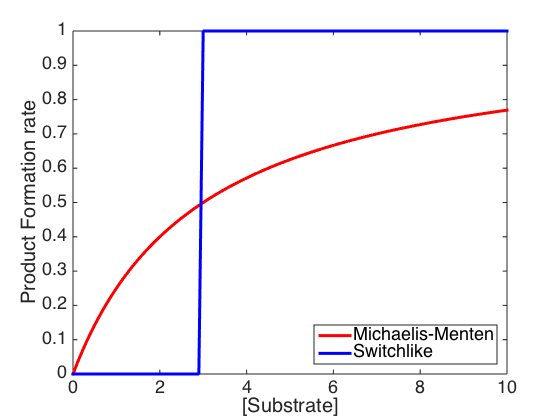 1
0.9
0.8
0.7
0.6
0.5
0.4
0.3
0.2
0.1
0
Product Formation rate
0 2 4 6 8 10
[Substrate]
Michaelis-Menten
Switchlike